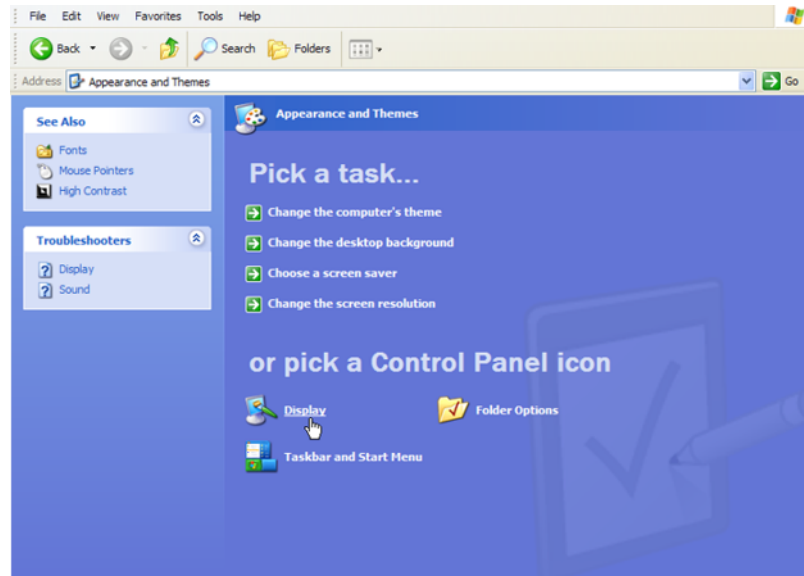 File Edit View Favorites Tools Help
Back Search Folders
Address Appearance and Themes Go
See Also
Fonts
Mouse Pointers
High Contrast
Troubleshooters
Display
Sound
Appearance and Themes
Pick a task...
Change the computer's theme
Change the desktop background
Choose a screen saver
Change the screen resolution
or pick a Control Panel icon
Display Folder Options
Taskbar and Start Menu